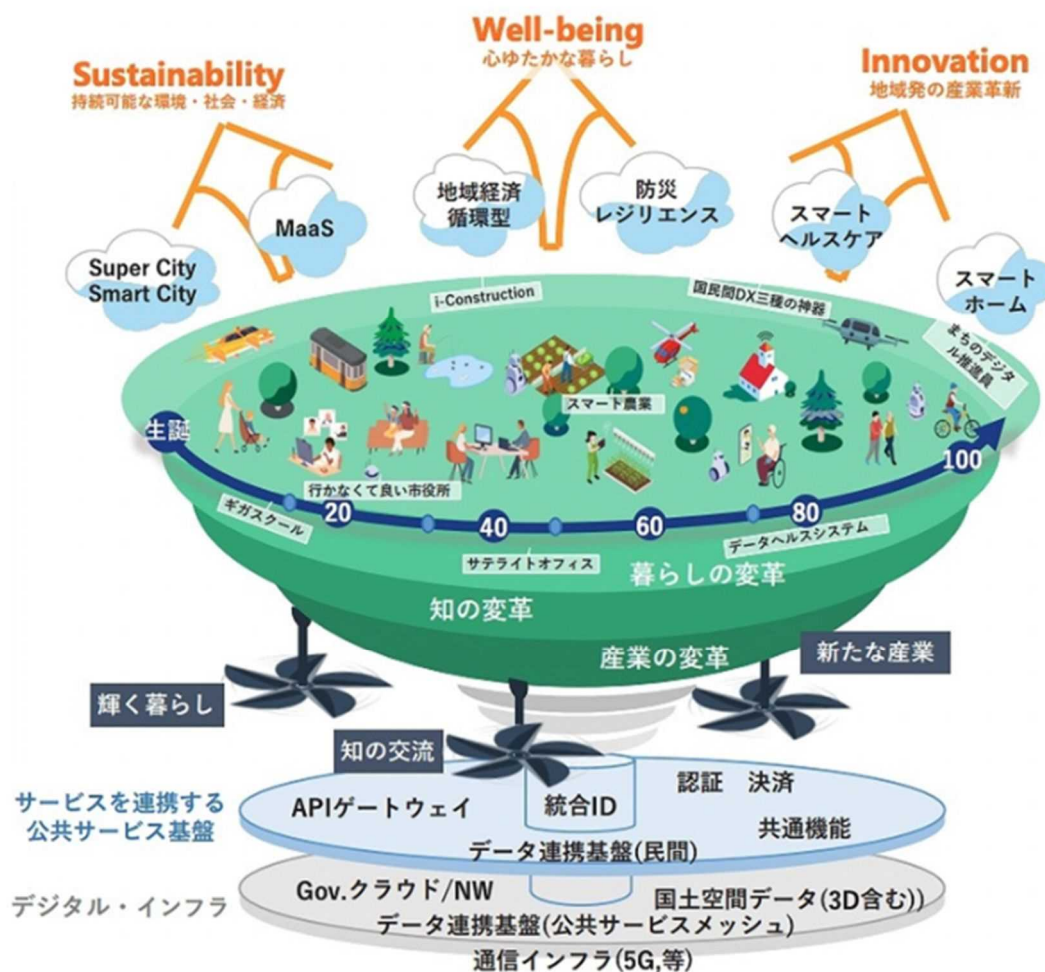 Well-being
心ゆたかな暮らし
Sustainability
持続可能な環境・社会・経済
Innovation
地域発の産業革新
Super City
Smart City
MaaS
地域経済
循環型
防災
レジリエンス
スマート
ヘルスケア
スマート
ホーム
i-Construction
国民間DX三種の神器
まちのデジタ
ル推進員
スマート農業
生誕
行かなくて良い市役所
ギガスクール
20
40
60
80
100
サテライトオフィス
データヘルスシステム
暮らしの変革
知の変革
産業の変革
新たな産業
輝く暮らし
知の交流
サービスを連携する
公共サービス基盤
APIゲートウェイ
統合ID
認証 決済
共通機能
データ連携基盤(民間)
デジタル・インフラ
Gov.クラウド/NW
国土空間データ(3D含む))
データ連携基盤(公共サービスメッシュ)
通信インフラ(5G,等)